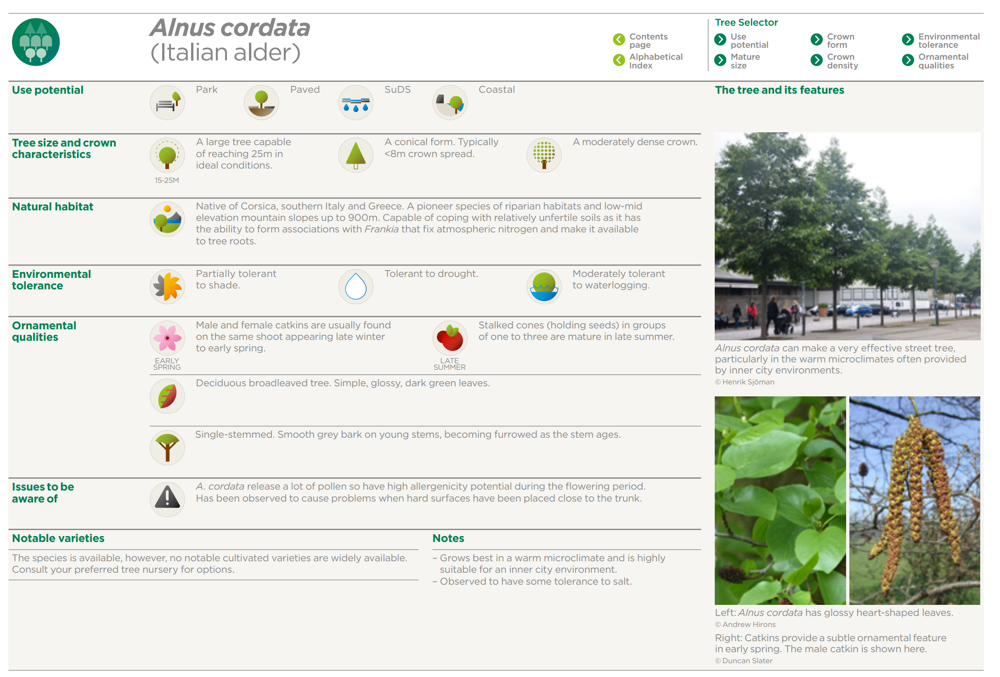 Alnus cordata
(Italian alder)
Contents
page
Alphabetical
Index
Tree Selector
Use
potential
Mature
size
Crown
form
Crown
density
Environmental
tolerance
Ornamental
qualities
Use potential
Park
Paved
SuDS
Coastal
Tree size and crown
characteristics
15-25M
A large tree capable
of reaching 25m in
ideal conditions.
A conical form. Typically
<8m crown spread.
A moderately dense crown.
Natural habitat
Native of Corsica, southern Italy and Greece. A pioneer species of riparian habitats and low-mid
elevation mountain slopes up to 900m. Capable of coping with relatively unfertile soils as it has
the ability to form associations with Frankia that fix atmospheric nitrogen and make it available
to tree roots.
Environmental
tolerance
Partially tolerant
to shade.
Tolerant to drought.
Moderately tolerant
to waterlogging.
Ornamental
qualities
EARLY
SPRING
Male and female catkins are usually found
on the same shoot appearing late winter
to early spring.
LATE
SUMMER
Stalked cones (holding seeds) in groups
of one to three are mature in late summer.
Deciduous broadleaved tree. Simple, glossy, dark green leaves.
Single-stemmed. Smooth grey bark on young stems, becoming furrowed as the stem ages.
Issues to be
aware of
A. cordata release a lot of pollen so have high allergenicity potential during the flowering period.
Has been observed to cause problems when hard surfaces have been placed close to the trunk.
Notable varieties
The species is available, however, no notable cultivated varieties are widely available.
Consult your preferred tree nursery for options.
Notes
– Grows best in a warm microclimate and is highly
suitable for an inner city environment.
– Observed to have some tolerance to salt.
The tree and its features
Alnus cordata can make a very effective street tree,
particularly in the warm microclimates often provided
by inner city environments.
© Henrik Sjöman
Left: Alnus cordata has glossy heart-shaped leaves.
© Andrew Hirons
Right: Catkins provide a subtle ornamental feature
in early spring. The male catkin is shown here.
© Duncan Slater